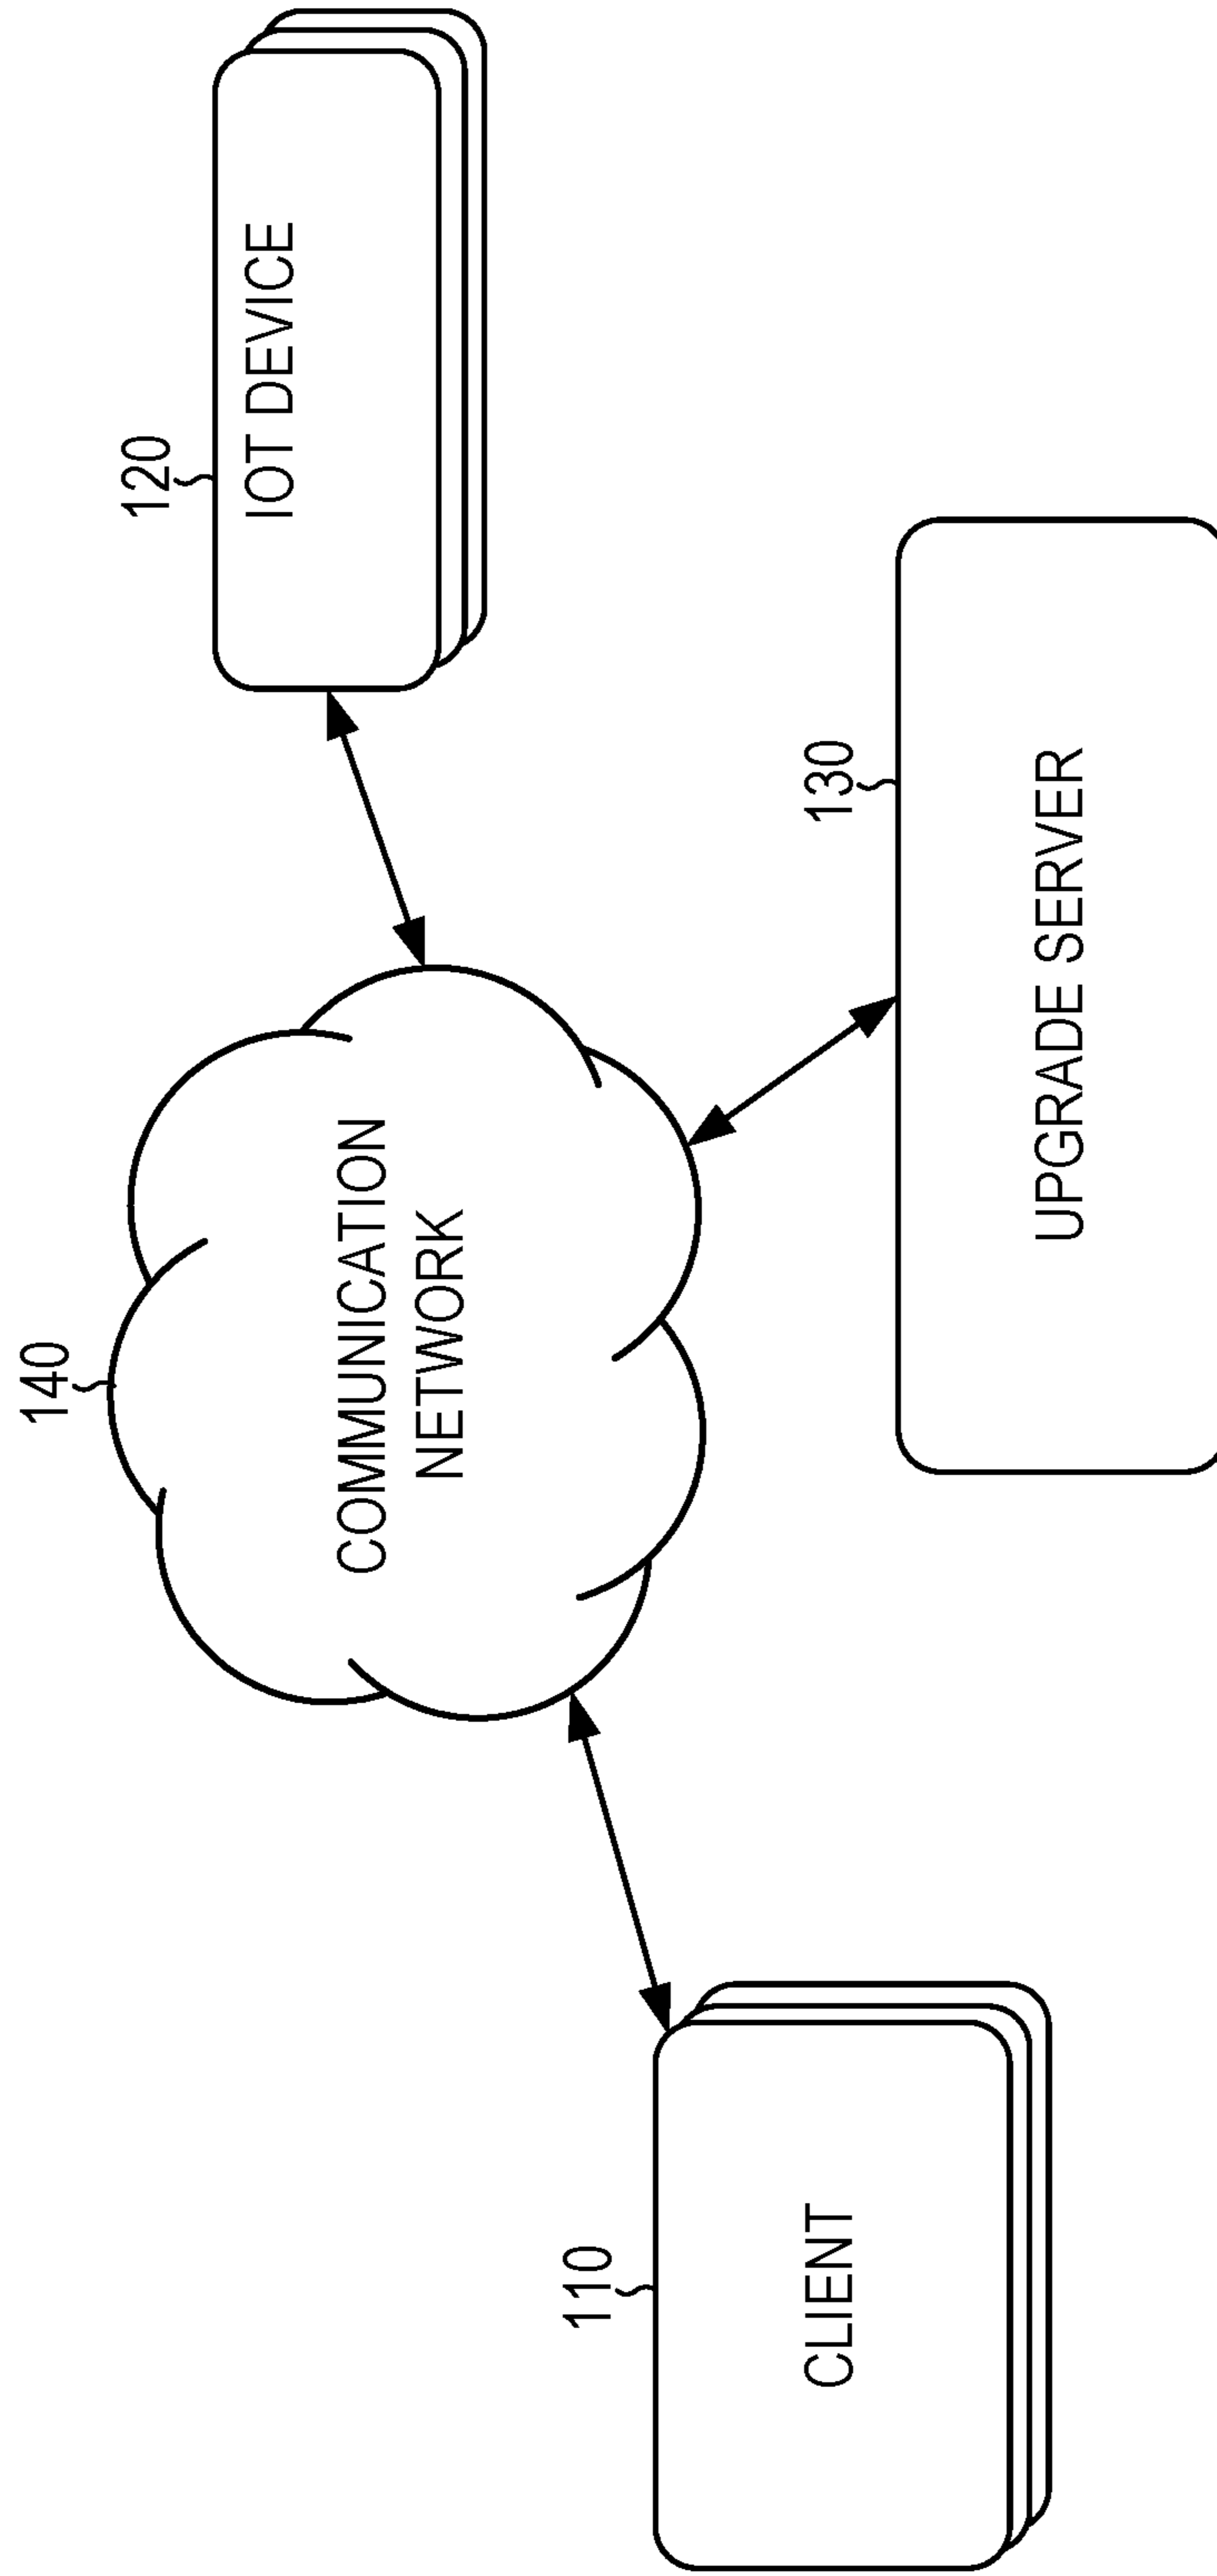 140
COMMUNICATION
NETWORK
120
IOT DEVICE
110
CLIENT
130
UPGRADE SERVER